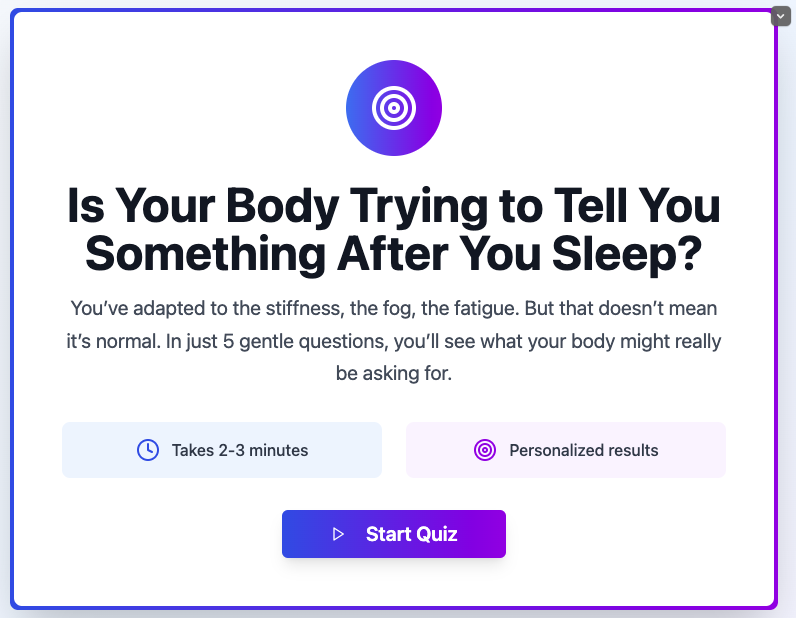 Is Your Body Trying to Tell You
Something After You Sleep?
You’ve adapted to the stiffness, the fog, the fatigue. But that doesn’t mean
it’s normal. In just 5 gentle questions, you’ll see what your body might really
be asking for.
Takes 2-3 minutes
Personalized results
Start Quiz